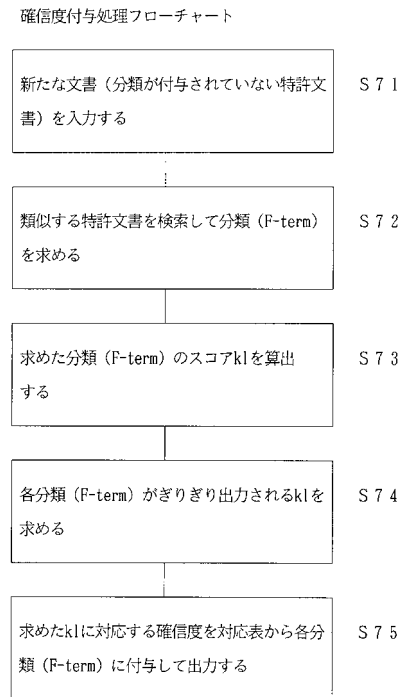 確信度付与処理フローチャート
新たな文書（分類が付与されていない特許文
書）を入力する
S71
類似する特許文書を検索して分類（F-term）
を求める
S72
求めた分類（F-term）のスコアklを算出
する
S73
各分類（F-term）がぎりぎり出力されるklを
求める
S74
求めたklに対応する確信度を対応表から各分
類（F-term）に付与して出力する
S75